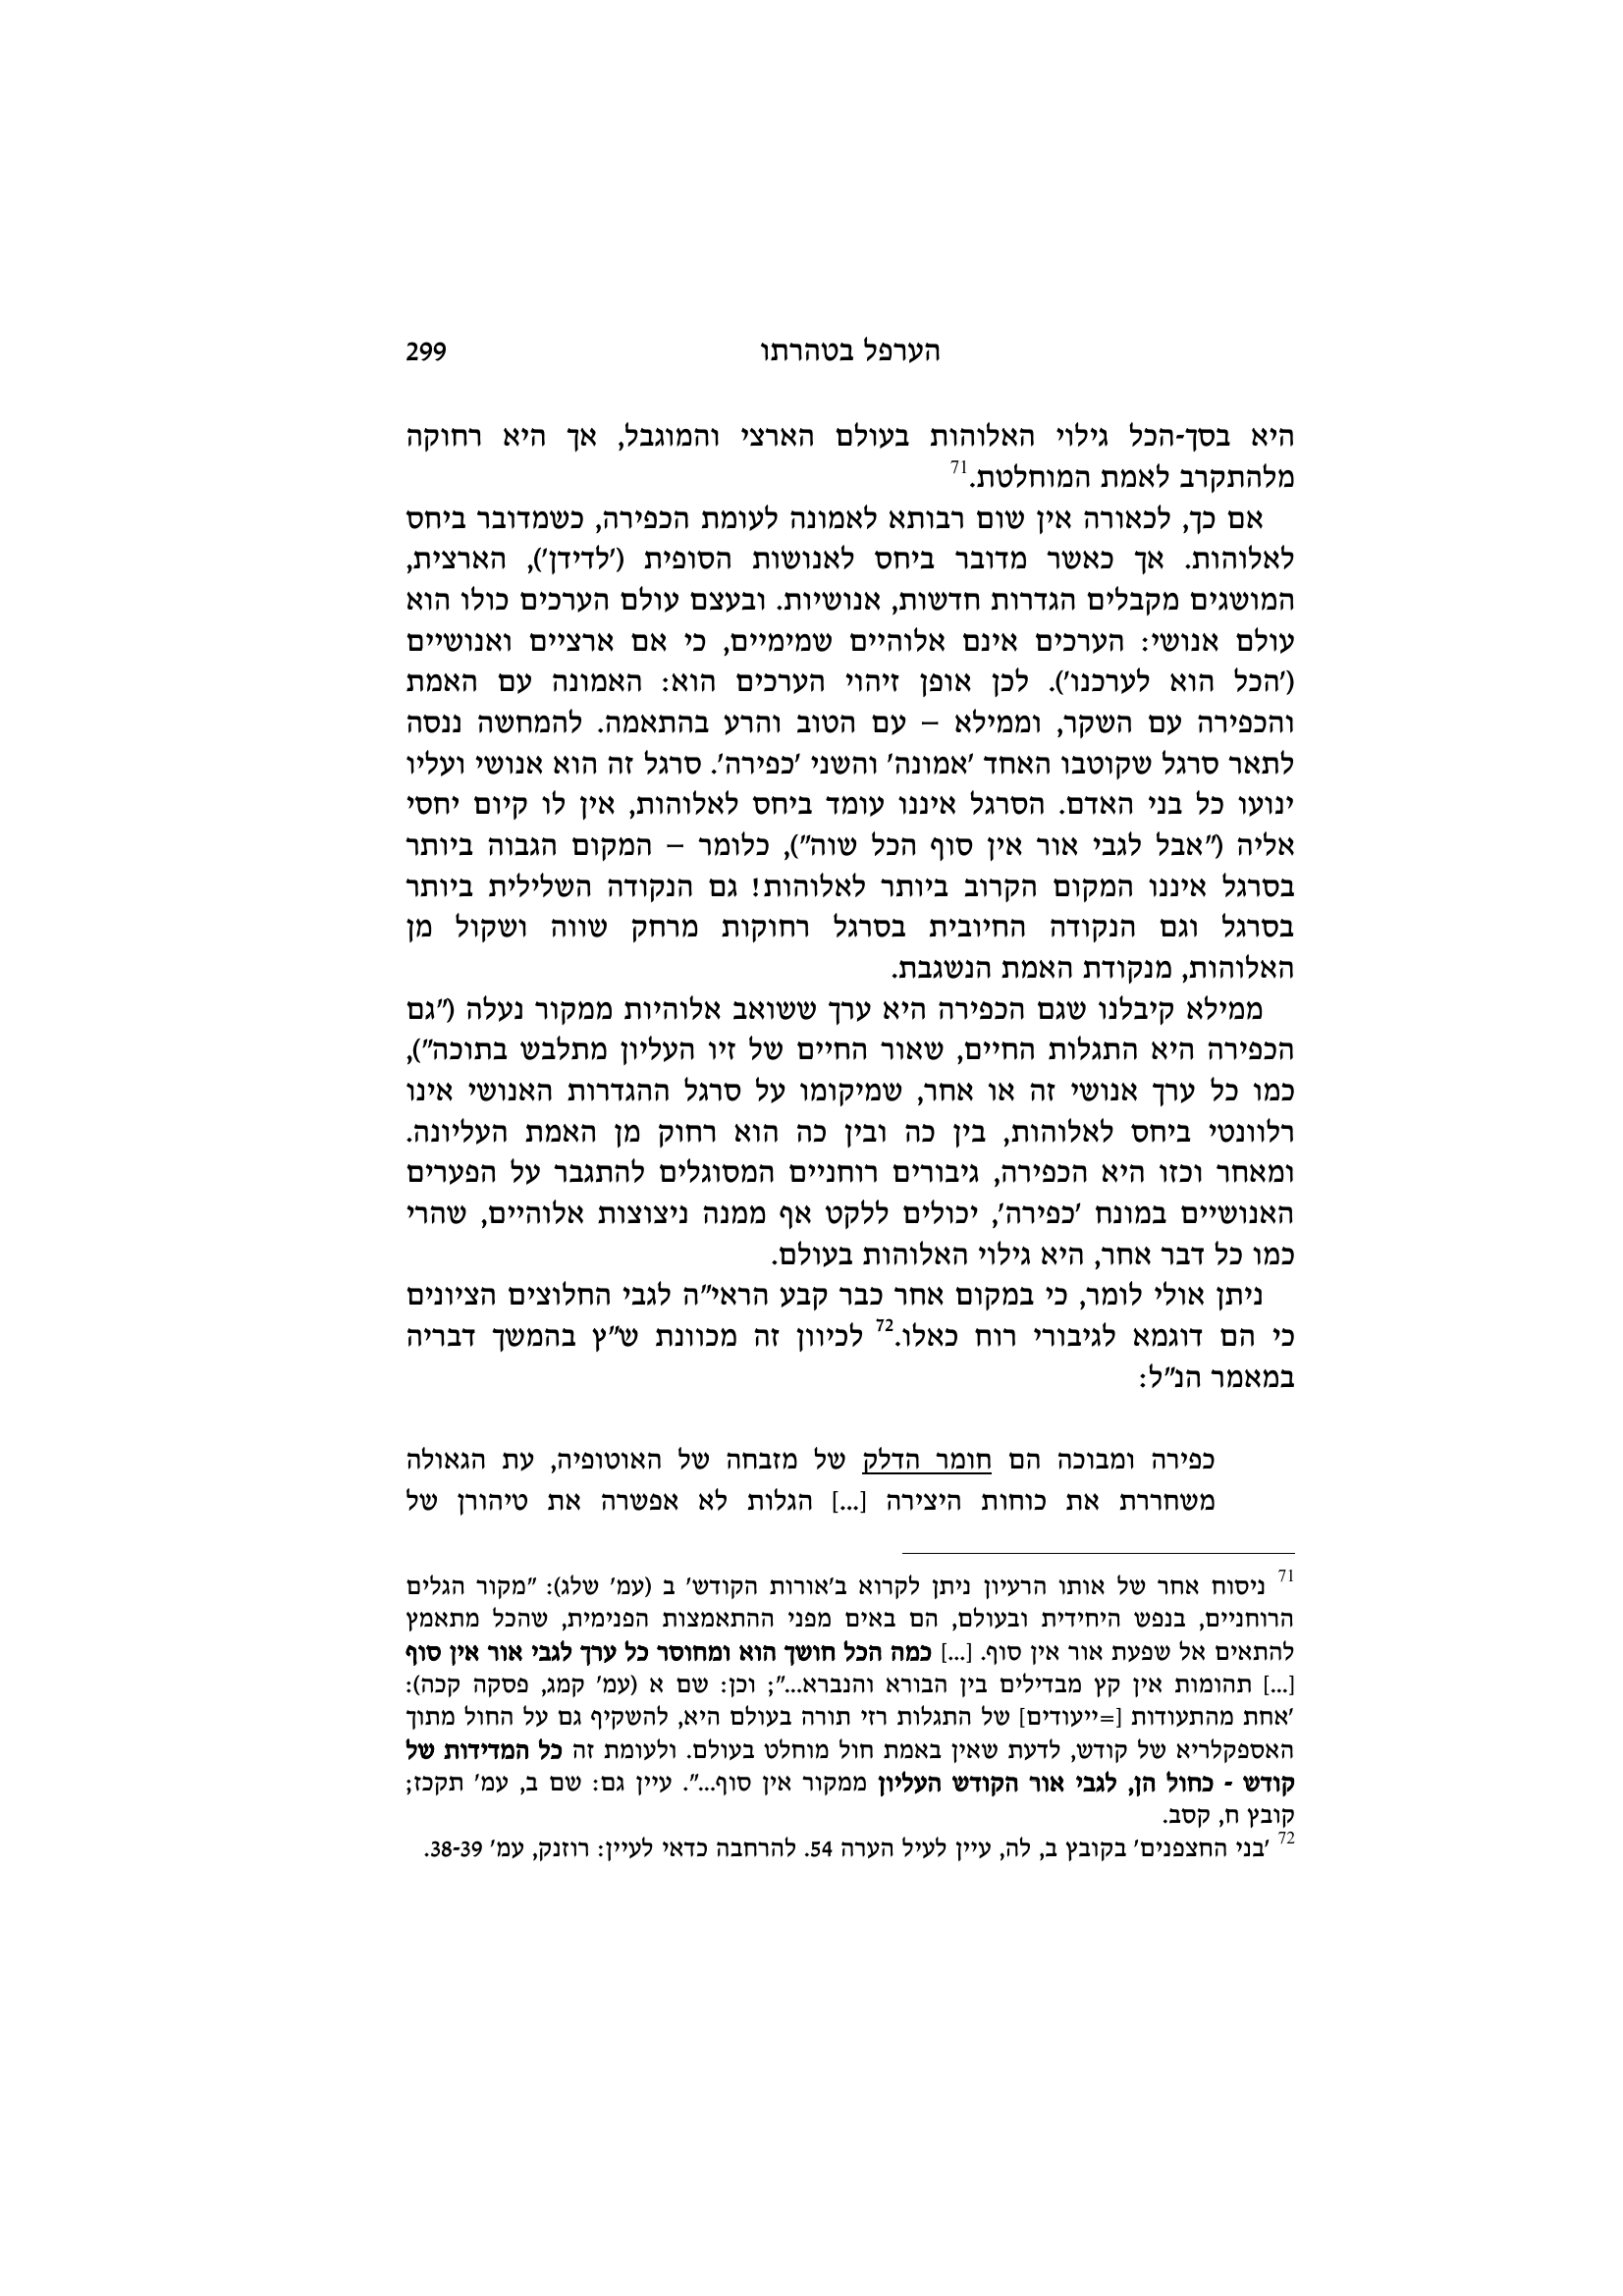 הערפל בטהרתו 299
היא בסך-הכל גילוי האלוהות בעולם הארצי והמוגבל, אך היא רחוקה
מלהתקרב לאמת המוחלטת.71
אם כך, לכאורה אין שום רבותא לאמונה לעומת הכפירה, כשמדובר ביחס
לאלוהות. אך כאשר מדובר ביחס לאנושות הסופית ('לדידן'), הארצית,
המושגים מקבלים הגדרות חדשות, אנושיות. ובעצם עולם הערכים כולו הוא
עולם אנושי: הערכים אינם אלוהיים שמימיים, כי אם ארציים ואנושיים
('הכל הוא לערכנו'). לכן אופן זיהוי הערכים הוא: האמונה עם האמת
והכפירה עם השקר, וממילא – עם הטוב והרע בהתאמה. להמחשה ננסה
לתאר סרגל שקוטבו האחד 'אמונה' והשני 'כפירה'. סרגל זה הוא אנושי ועליו
ינועו כל בני האדם. הסרגל איננו עומד ביחס לאלוהות, אין לו קיום יחסי
אליה ("אבל לגבי אור אין סוף הכל שוה"), כלומר – המקום הגבוה ביותר
בסרגל איננו המקום הקרוב ביותר לאלוהות! גם הנקודה השלילית ביותר
בסרגל וגם הנקודה החיובית בסרגל רחוקות מרחק שווה ושקול מן
האלוהות, מנקודת האמת הנשגבת.
ממילא קיבלנו שגם הכפירה היא ערך ששואב אלוהיות ממקור נעלה ("גם
הכפירה היא התגלות החיים, שאור החיים של זיו העליון מתלבש בתוכה"),
כמו כל ערך אנושי זה או אחר, שמיקומו על סרגל ההגדרות האנושי אינו
רלוונטי ביחס לאלוהות, בין כה ובין כה הוא רחוק מן האמת העליונה.
ומאחר וכזו היא הכפירה, גיבורים רוחניים המסוגלים להתגבר על הפערים
האנושיים במונח 'כפירה', יכולים ללקט אף ממנה ניצוצות אלוהיים, שהרי
כמו כל דבר אחר, היא גילוי האלוהות בעולם.
ניתן אולי לומר, כי במקום אחר כבר קבע הראי"ה לגבי החלוצים הציונים
כי הם דוגמא לגיבורי רוח כאלו.72 לכיוון זה מכוונת ש"ץ בהמשך דבריה
במאמר הנ"ל:
כפירה ומבוכה הם חומר הדלק של מזבחה של האוטופיה, עת הגאולה
משחררת את כוחות היצירה [...] הגלות לא אפשרה את טיהורן של
71 ניסוח אחר של אותו הרעיון ניתן לקרוא ב'אורות הקודש' ב (עמ' שלג): "מקור הגלים
הרוחניים, בנפש היחידית ובעולם, הם באים מפני ההתאמצות הפנימית, שהכל מתאמץ
להתאים אל שפעת אור אין סוף. [...] כמה הכל חושך הוא ומחוסר כל ערך לגבי אור אין סוף
[...] תהומות אין קץ מבדילים בין הבורא והנברא..."; וכן: שם א (עמ' קמג, פסקה קכה):
'אחת מהתעודות [=ייעודים] של התגלות רזי תורה בעולם היא, להשקיף גם על החול מתוך
האספקלריא של קודש, לדעת שאין באמת חול מוחלט בעולם. ולעומת זה כל המדידות של
קודש - כחול הן, לגבי אור הקודש העליון ממקור אין סוף...". עיין גם: שם ב, עמ' תקכז;
קובץ ח, קסב.
72 'בני החצפנים' בקובץ ב, לה, עיין לעיל הערה 54. להרחבה כדאי לעיין: רוזנק, עמ' 38-39.